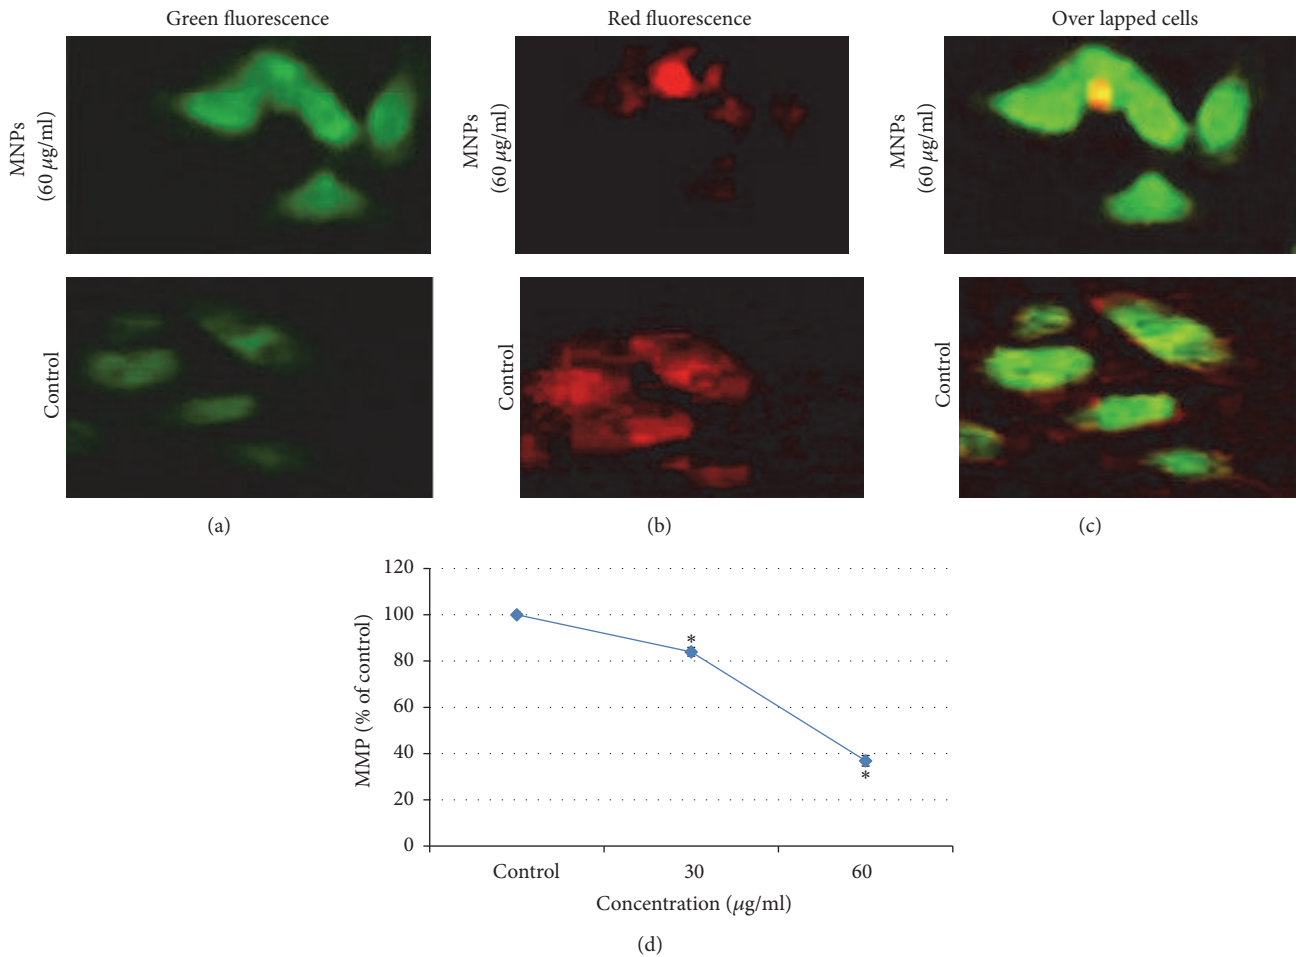 Green fluorescence
Red fluorescence
Over lapped cells
MNPs
(60 μg/ml)
MNPs
(60 μg/ml)
MNPs
(60 μg/ml)
Control
Control
Control
(a)
(b)
(c)
120
100
80
60
40
20
0
MMP (% of control)
*
*
Control
30
60
Concentration (μg/ml)
(d)